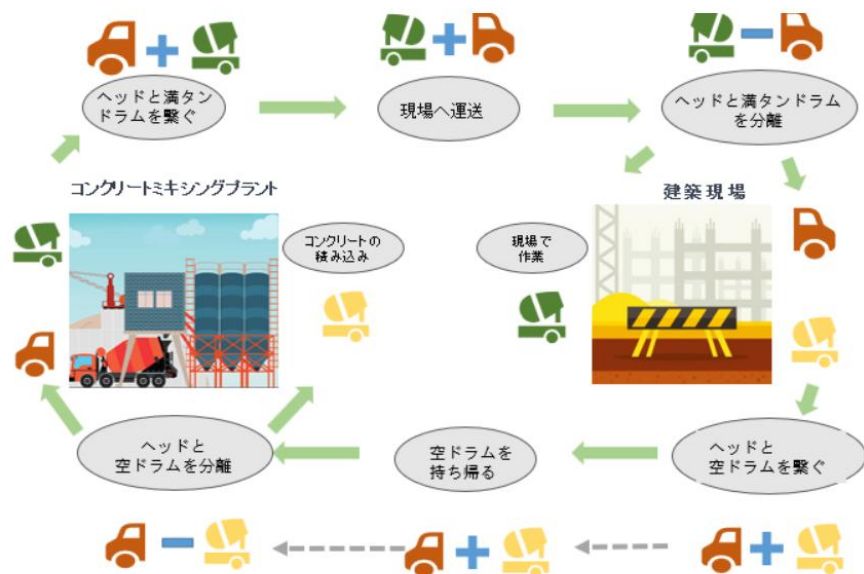 ヘッドと満タン
ドラムを繋ぐ
現場へ運送
ヘッドと満タンドラム
を分離
コンクリートミキシングプラント
建築現場
コンクリートの
積み込み
現場で
作業
ヘッドと
空ドラムを分離
空ドラムを
持ち帰る
ヘッドと
空ドラムを繋ぐ